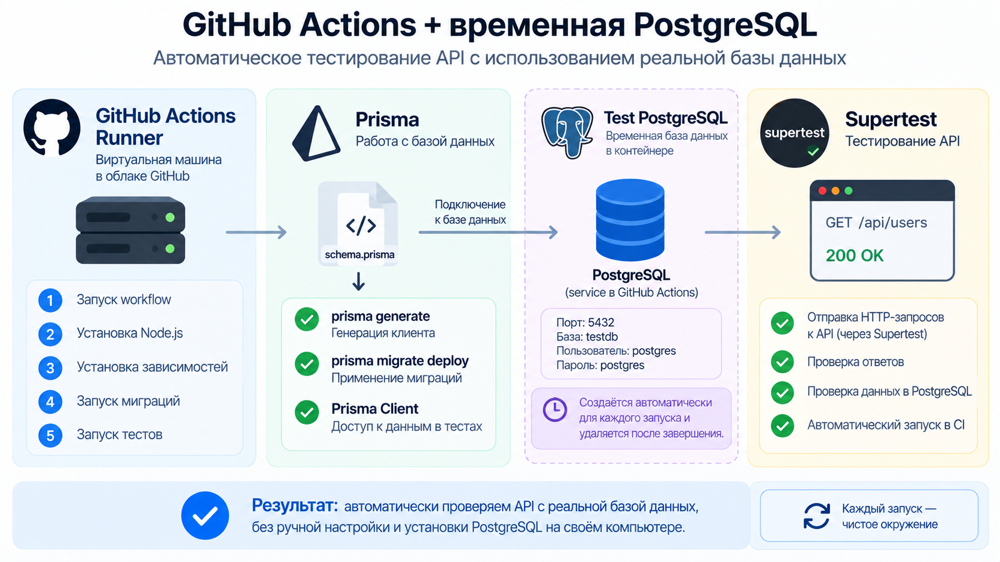 GitHub Actions + временная PostgreSQL
Автоматическое тестирование API с использованием реальной базы данных
GitHub Actions
Runner
Виртуальная машина
в облаке GitHub
1 Запуск workflow
2 Установка Node.js
3 Установка зависимостей
4 Запуск миграций
5 Запуск тестов
Prisma
Работа с базой данных
</>
schema.prisma
Подключение
к базе данных
prisma generate
Генерация клиента
prisma migrate deploy
Применение миграций
Prisma Client
Доступ к данным в тестах
Test PostgreSQL
Временная база данных
в контейнере
PostgreSQL
(service в GitHub Actions)
Порт: 5432
База: testdb
Пользователь: postgres
Пароль: postgres
Создаётся автоматически
для каждого запуска и
удаляется после завершения.
supertest
Supertest
Тестирование API
GET /api/users
200 OK
Отправка HTTP-запросов
к API (через Supertest)
Проверка ответов
Проверка данных в PostgreSQL
Автоматический запуск в CI
Результат: автоматически проверяем API с реальной базой данных,
без ручной настройки и установки PostgreSQL на своём компьютере.
Каждый запуск —
чистое окружение